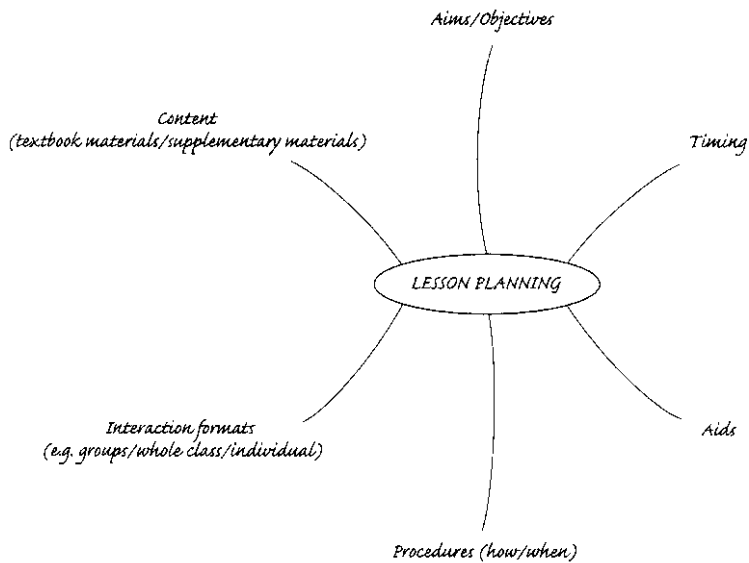 Aims/Objectives
Content
(textbook materials/supplementary materials)
Timing
LESSON PLANNING
Interaction formats
(e.g. groups/whole class/individual)
Aids
Procedures (how/when)